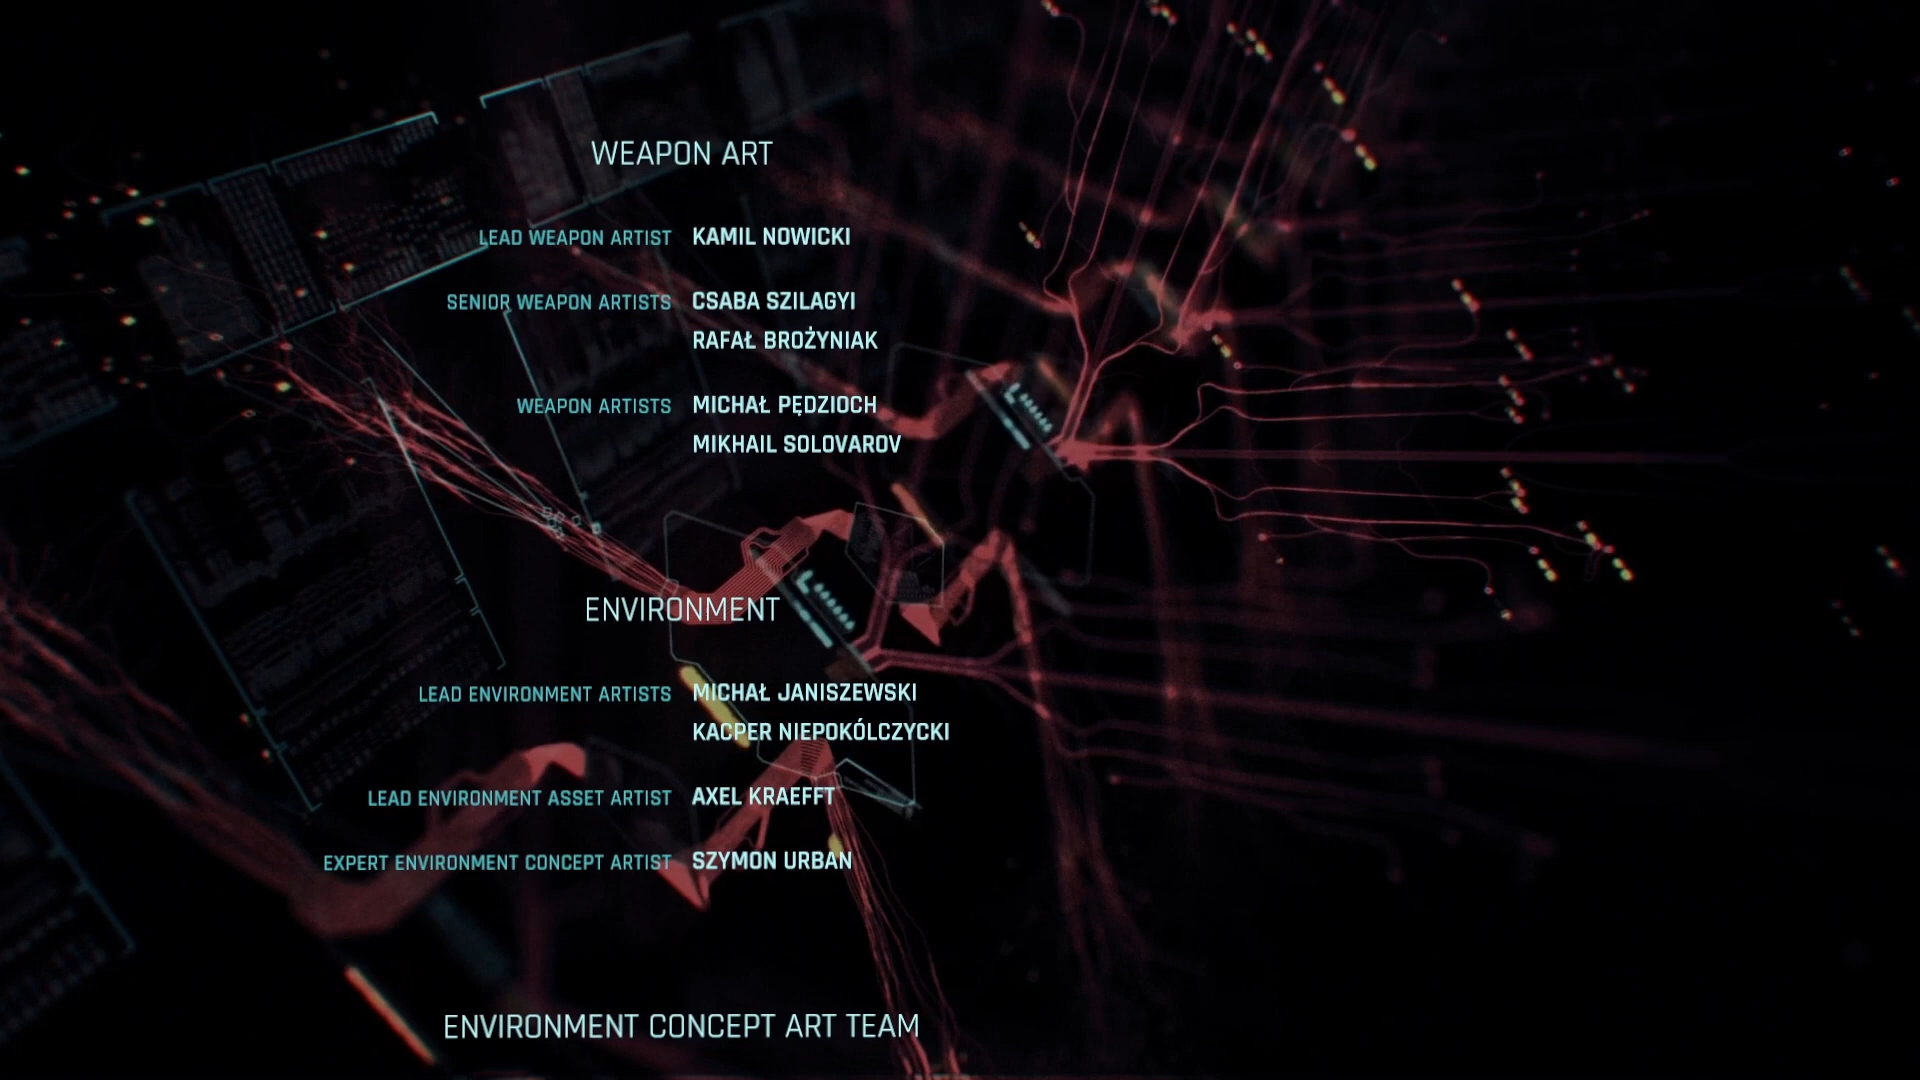 WEAPON ART
LEAD WEAPON ARTIST KAMIL NOWICKI
SENIOR WEAPON ARTISTS CSABA SZILAGYI
RAFAŁ BROŻYNIAK
WEAPON ARTISTS MICHAŁ PĘDZIOCH
MIKHAIL SOLOVAROV
ENVIRONMENT
LEAD ENVIRONMENT ARTISTS MICHAŁ JANISZEWSKI
KACPER NIEPOKÓLCZYCKI
LEAD ENVIRONMENT ASSET ARTIST AXEL KRAEFFT
EXPERT ENVIRONMENT CONCEPT ARTIST SZYMON URBAN
ENVIRONMENT CONCEPT ART TEAM